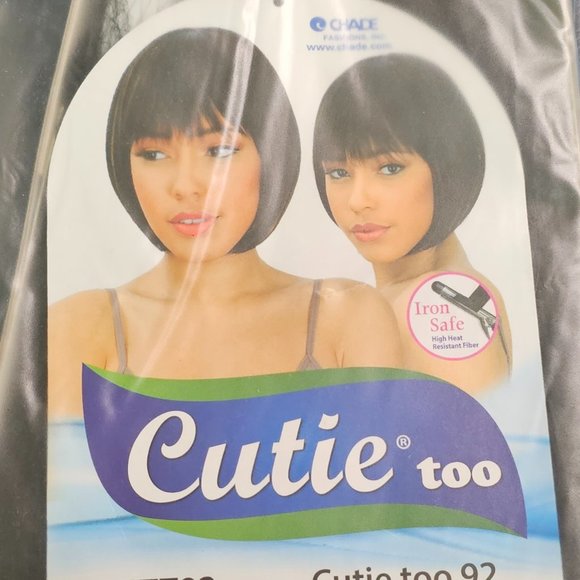 CHADE
FASHIONS, INC.
www.chade.com
Iron
Safe
High Heat
Resistant Fiber
Cutie® too
Cutie too 92